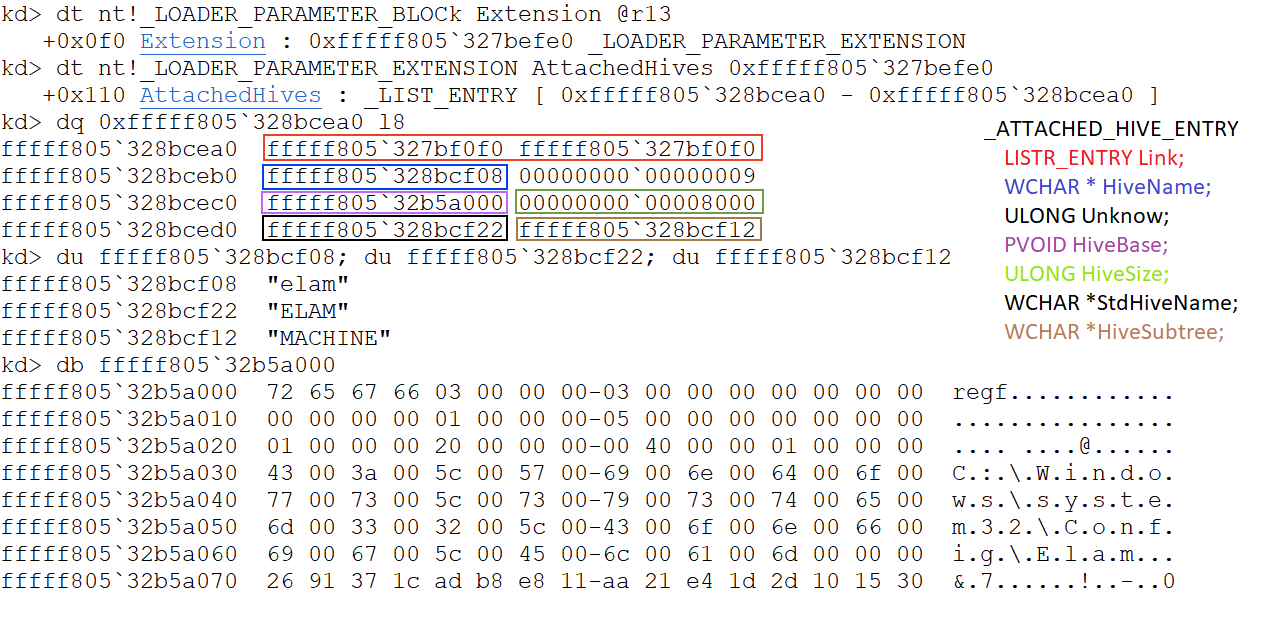 kd> dt nt!_LOADER_PARAMETER_BLOCk Extension @r13
+0x0f0 Extension : 0xfffff805`327befe0 _LOADER_PARAMETER_EXTENSION
kd> dt nt!_LOADER_PARAMETER_EXTENSION AttachedHives 0xfffff805`327befe0
+0x110 AttachedHives : _LIST_ENTRY [ 0xfffff805`328bcea0 - 0xfffff805`328bcea0 ]
kd> dq 0xfffff805`328bcea0 l8
fffff805`328bcea0 fffff805`327bf0f0 fffff805`327bf0f0
fffff805`328bceb0 fffff805`328bcf08 00000000`00000009
fffff805`328bcec0 fffff805`32b5a000 00000000`00008000
fffff805`328bced0 fffff805`328bcf22 fffff805`328bcf12
kd> du fffff805`328bcf08; du fffff805`328bcf22; du fffff805`328bcf12
fffff805`328bcf08 "elam"
fffff805`328bcf22 "ELAM"
fffff805`328bcf12 "MACHINE"
kd> db fffff805`32b5a000
fffff805`32b5a000 72 65 67 66 03 00 00 00-03 00 00 00 00 00 00 00 regf............
fffff805`32b5a010 00 00 00 00 01 00 00 00-05 00 00 00 00 00 00 00 ................
fffff805`32b5a020 01 00 00 00 20 00 00 00-00 40 00 00 01 00 00 00 .... ....@......
fffff805`32b5a030 43 00 3a 00 5c 00 57 00-69 00 6e 00 64 00 6f 00 C.:.\.W.i.n.d.o.
fffff805`32b5a040 77 00 73 00 5c 00 73 00-79 00 73 00 74 00 65 00 w.s.\.s.y.s.t.e.
fffff805`32b5a050 6d 00 33 00 32 00 5c 00-43 00 6f 00 6e 00 66 00 m.3.2.\.C.o.n.f.
fffff805`32b5a060 69 00 67 00 5c 00 45 00-6c 00 61 00 6d 00 00 00 i.g.\.E.l.a.m...
fffff805`32b5a070 26 91 37 1c ad b8 e8 11-aa 21 e4 1d 2d 10 15 30 &.7......!..-..0
_ATTACHED_HIVE_ENTRY
LISTR_ENTRY Link;
WCHAR * HiveName;
ULONG Unknow;
PVOID HiveBase;
ULONG HiveSize;
WCHAR *StdHiveName;
WCHAR *HiveSubtree;